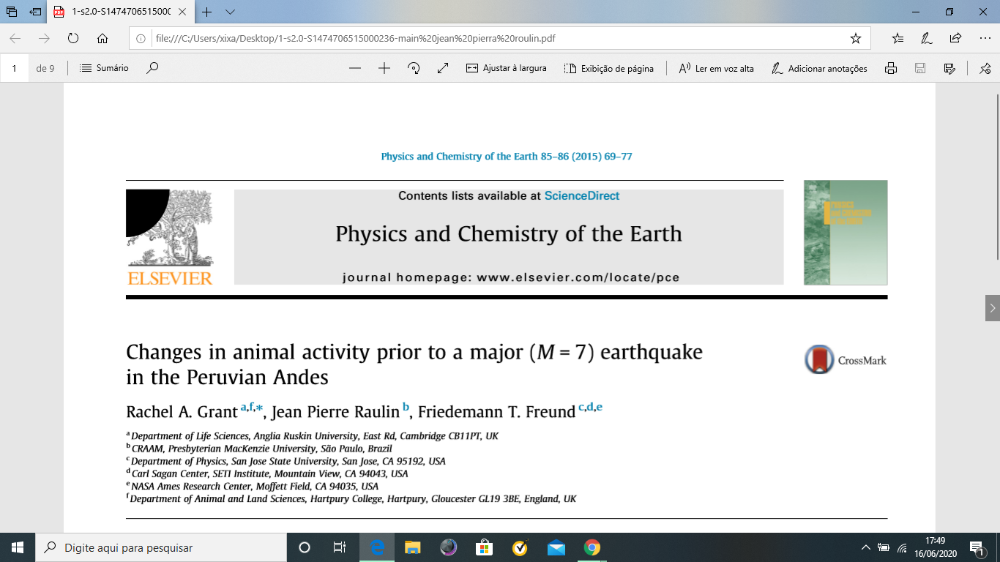 1-s2.0-S14747065150002
file:///C:/Users/xixa/Desktop/1-s2.0-S1474706515000236-main%20jean%20pierra%20roulin.pdf
1 de 9 Sumário Ajustar à largura Exibição de página Ler em voz alta Adicionar anotações
Physics and Chemistry of the Earth 85–86 (2015) 69–77
Contents lists available at ScienceDirect
Physics and Chemistry of the Earth
journal homepage: www.elsevier.com/locate/pce
ELSEVIER
PHYSICS
AND CHEMISTRY
OF THE EARTH
Changes in animal activity prior to a major (M = 7) earthquake
in the Peruvian Andes
CrossMark
Rachel A. Grant a,f,*, Jean Pierre Raulin b, Friedemann T. Freund c,d,e
a Department of Life Sciences, Anglia Ruskin University, East Rd, Cambridge CB11PT, UK
b CRAAM, Presbyterian MacKenzie University, São Paulo, Brazil
c Department of Physics, San Jose State University, San Jose, CA 95192, USA
d Carl Sagan Center, SETI Institute, Mountain View, CA 94043, USA
e NASA Ames Research Center, Moffett Field, CA 94035, USA
f Department of Animal and Land Sciences, Hartpury College, Hartpury, Gloucester GL19 3BE, England, UK
Digite aqui para pesquisar
17:49
16/06/2020
1